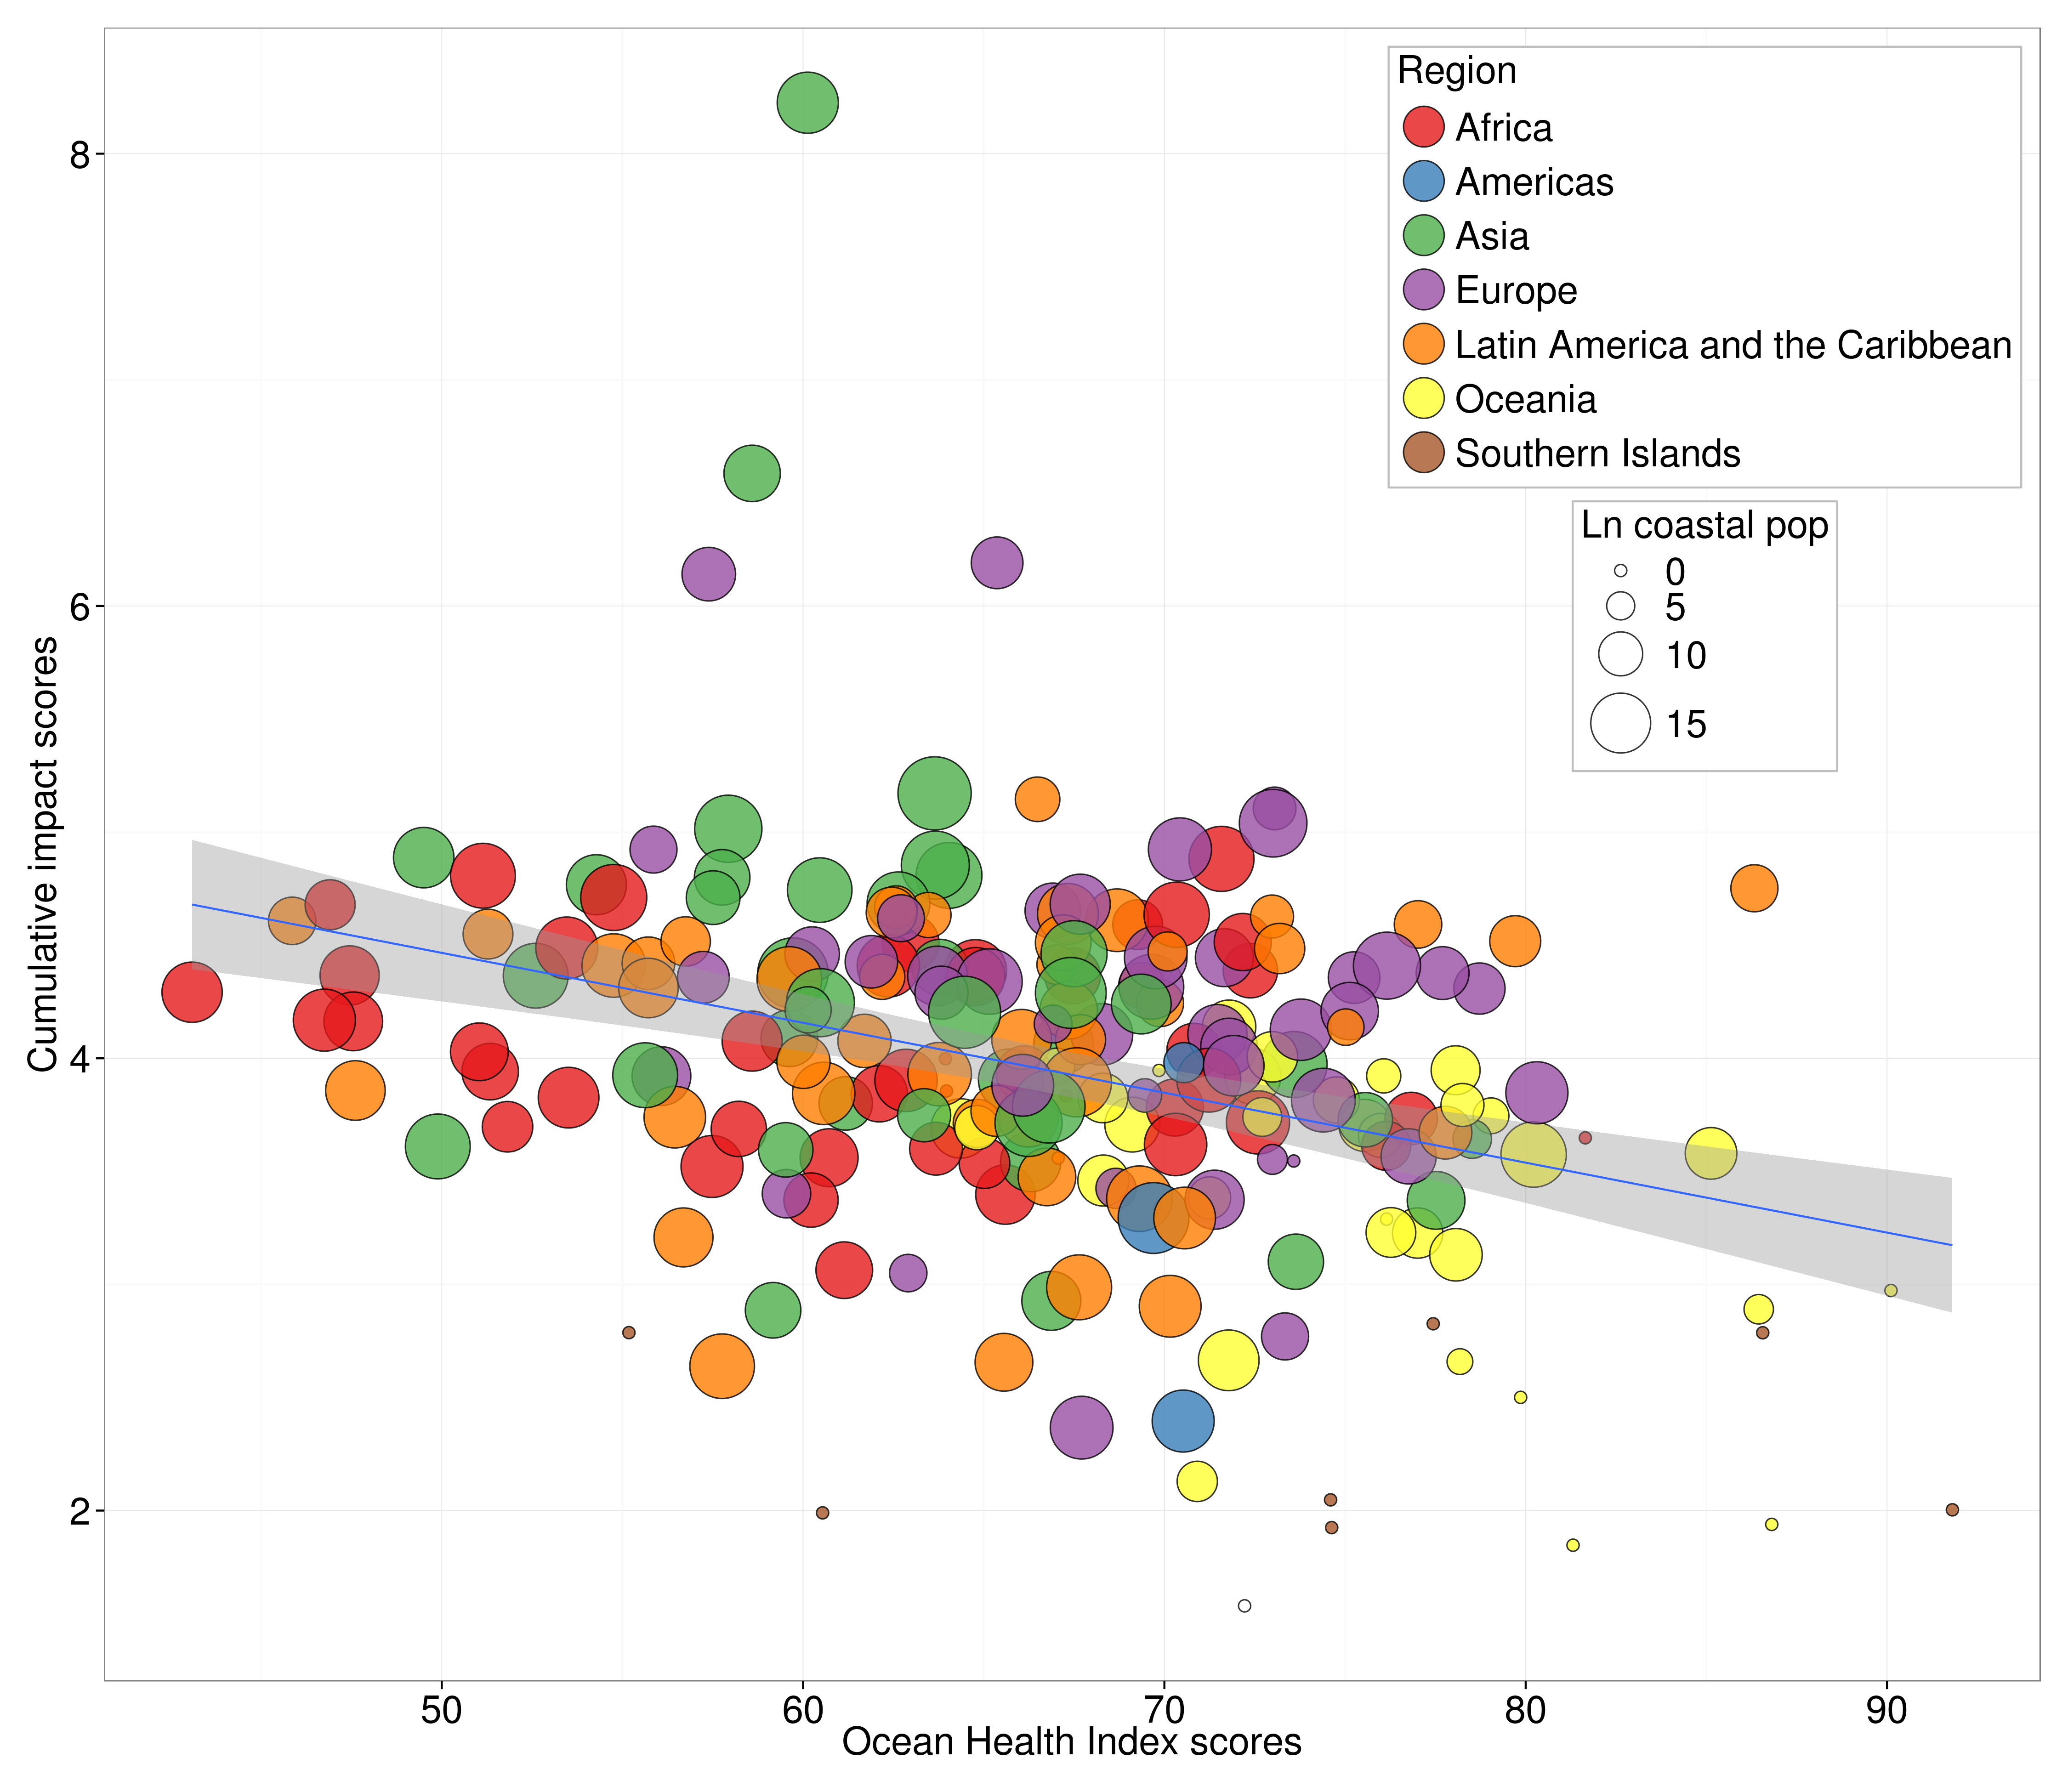 Region
Africa
Americas
Asia
Europe
Latin America and the Caribbean
Oceania
Southern Islands
Ln coastal pop
0
5
10
15
8
6
4
2
Cumulative impact scores
50 60 70 80 90
Ocean Health Index scores